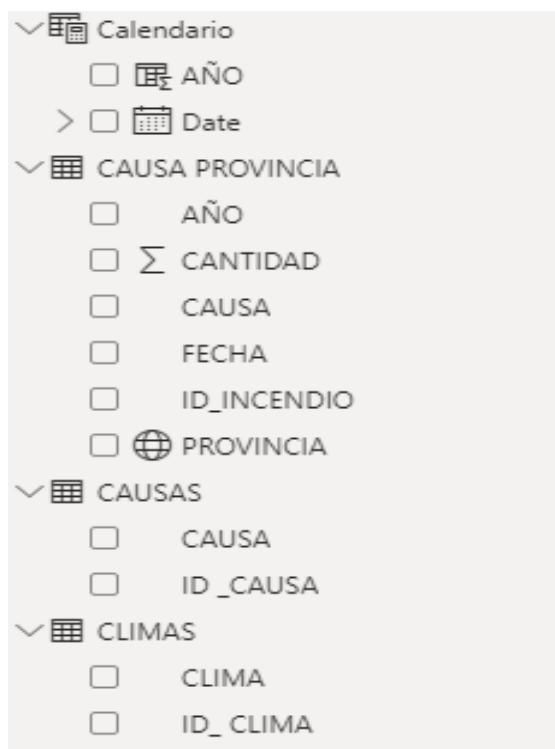 Calendario
AÑO
Date
CAUSA PROVINCIA
AÑO
CANTIDAD
CAUSA
FECHA
ID_INCENDIO
PROVINCIA
CAUSAS
CAUSA
ID _CAUSA
CLIMAS
CLIMA
ID_ CLIMA